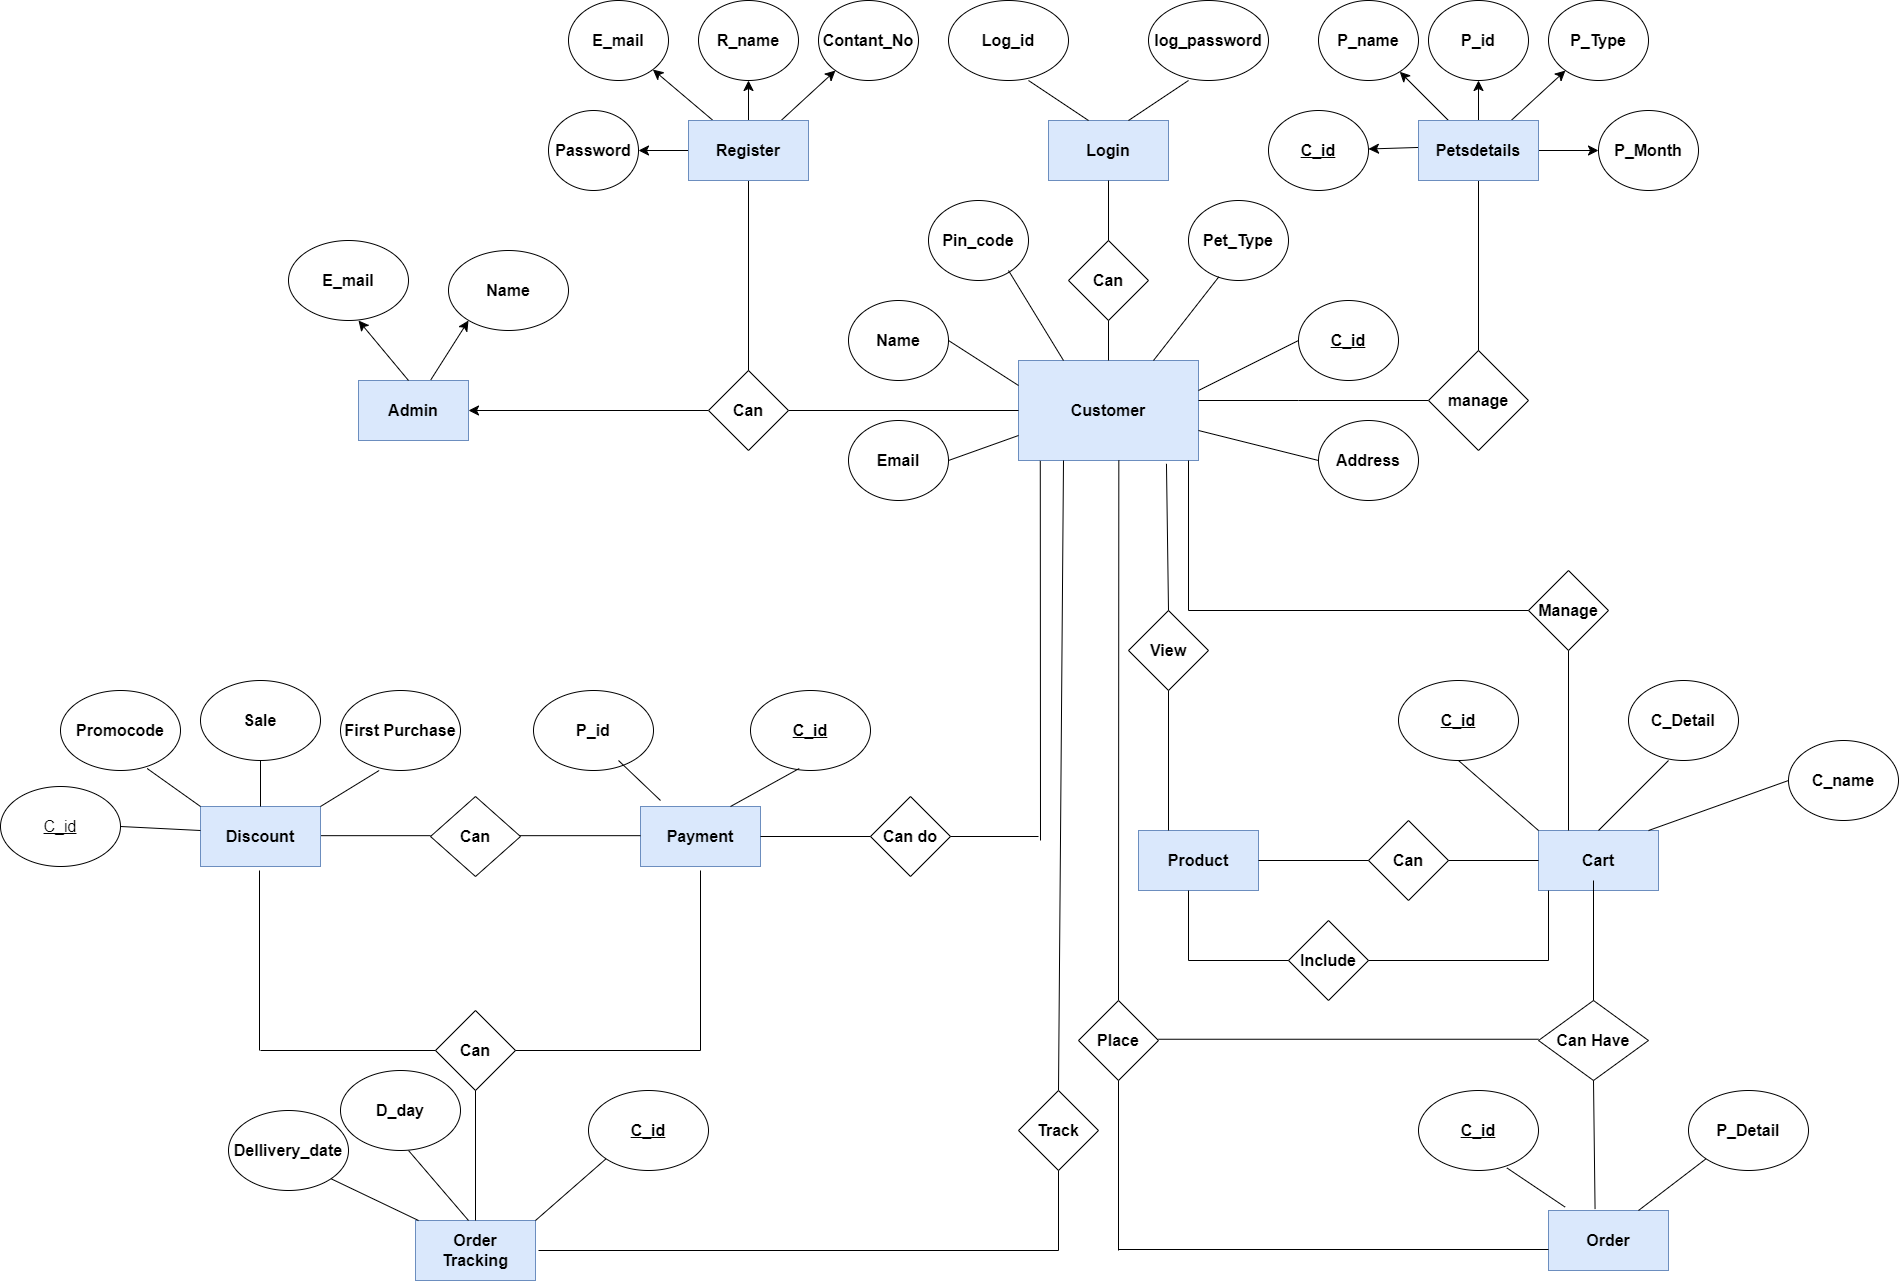 E_mail
R_name
Contant_No
Log_id
log_password
P_name
P_id
P_Type
Password
Register
Login
C_id
Petsdetails
P_Month
Pin_code
Pet_Type
E_mail
Name
Can
Name
C_id
Admin
Can
Customer
manage
Email
Address
Manage
View
Promocode
Sale
First Purchase
P_id
C_id
C_id
C_Detail
C_name
C_id
Discount
Can
Payment
Can do
Product
Can
Cart
Include
Can
Place
Can Have
Dellivery_date
D_day
C_id
Track
C_id
P_Detail
Order
Tracking
Order